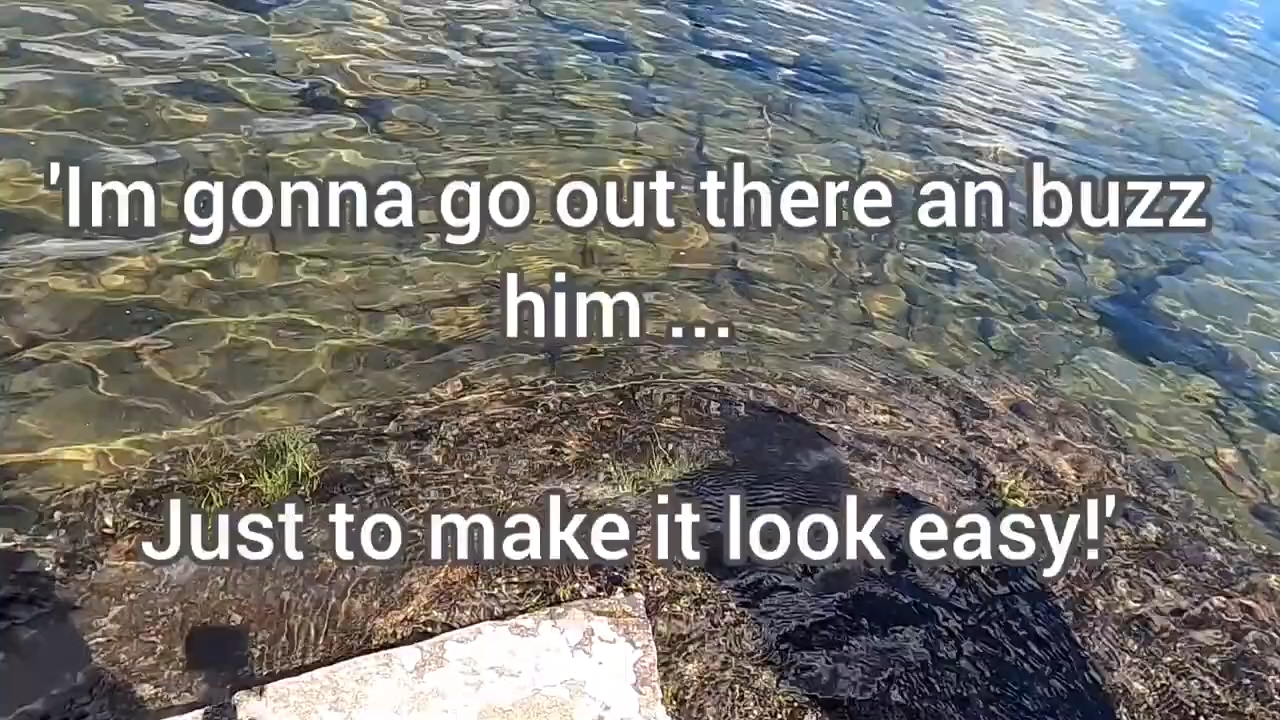 'Im gonna go out there an buzz
him ...
Just to make it look easy!'